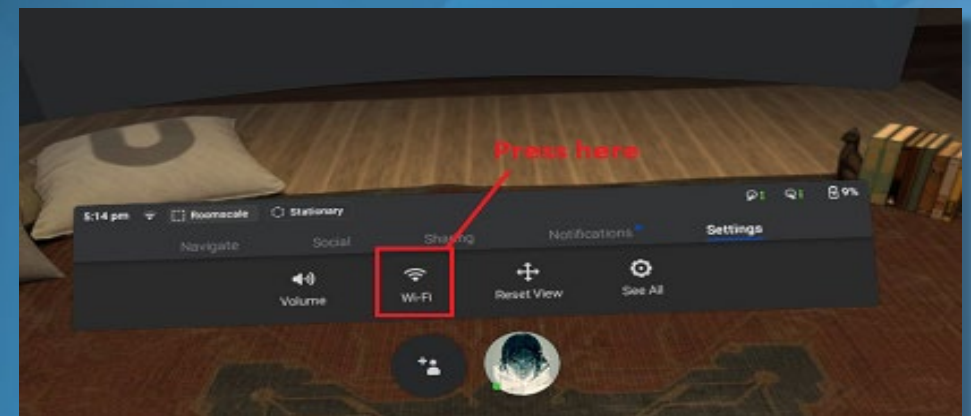 Press here
5:14 pm Roomscale Stationary 9%
Navigate Social Sharing Notifications Settings
Volume Wi-Fi Reset View See All